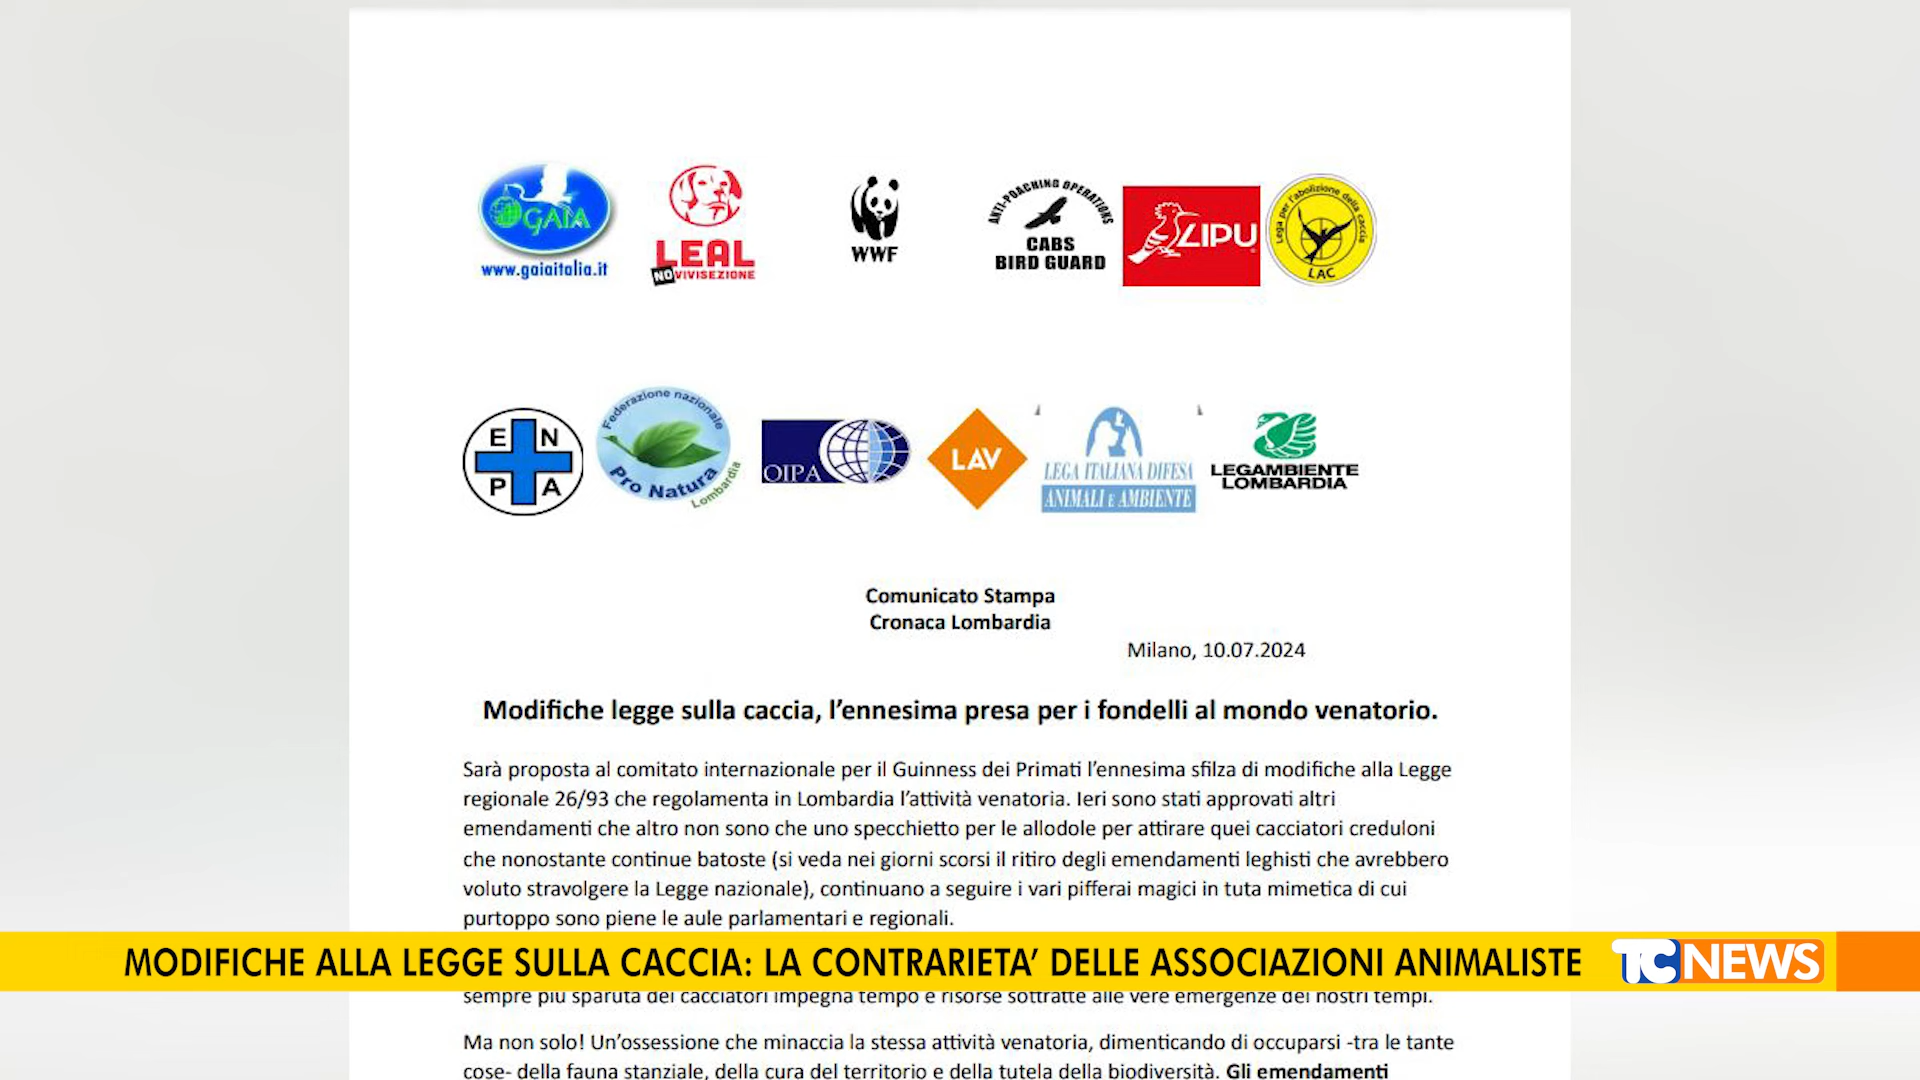 GAIA
www.gaiaitalia.it
LEAL
NO VIVISEZIONE
WWF
ANTI-POACHING OPERATIONS
CABS
BIRD GUARD
LIPU
Lega per l'abolizione della caccia
LAC
E N
P A
Federazione nazionale
Pro Natura
Lombardia
OIPA
LAV
LEGA ITALIANA DIFESA
ANIMALI E AMBIENTE
LEGAMBIENTE
LOMBARDIA
Comunicato Stampa
Cronaca Lombardia
Milano, 10.07.2024
Modifiche legge sulla caccia, l’ennesima presa per i fondelli al mondo venatorio.
Sarà proposta al comitato internazionale per il Guinness dei Primati l’ennesima sfilza di modifiche alla Legge
regionale 26/93 che regolamenta in Lombardia l’attività venatoria. Ieri sono stati approvati altri
emendamenti che altro non sono che uno specchietto per le allodole per attirare quei cacciatori creduloni
che nonostante continue batoste (si veda nei giorni scorsi il ritiro degli emendamenti leghisti che avrebbero
voluto stravolgere la Legge nazionale), continuano a seguire i vari pifferai magici in tuta mimetica di cui
purtoppo sono piene le aule parlamentari e regionali.
MODIFICHE ALLA LEGGE SULLA CACCIA: LA CONTRARIETA’ DELLE ASSOCIAZIONI ANIMALISTE
TC NEWS
sempre più sparuta dei cacciatori impegna tempo e risorse sottratte alle vere emergenze dei nostri tempi.
Ma non solo! Un’ossessione che minaccia la stessa attività venatoria, dimenticando di occuparsi -tra le tante
cose- della fauna stanziale, della cura del territorio e della tutela della biodiversità. Gli emendamenti